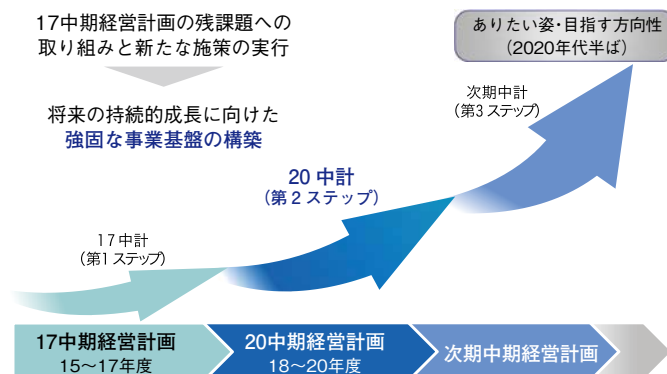 17中期経営計画の残課題への
取り組みと新たな施策の実行
将来の持続的成長に向けた
強固な事業基盤の構築
ありたい姿・目指す方向性
(2020年代半ば)
次期中計
(第3ステップ)
20中計
(第2ステップ)
17中計
(第1ステップ)
17中期経営計画
15~17年度
20中期経営計画
18~20年度
次期中期経営計画